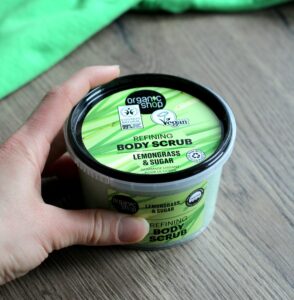 organic
shop
Vegan
REFINING
BODY SCRUB
LEMONGRASS
& SUGAR
LEMONGRASS
& SUGAR
REFINING
BODY
SCRUB